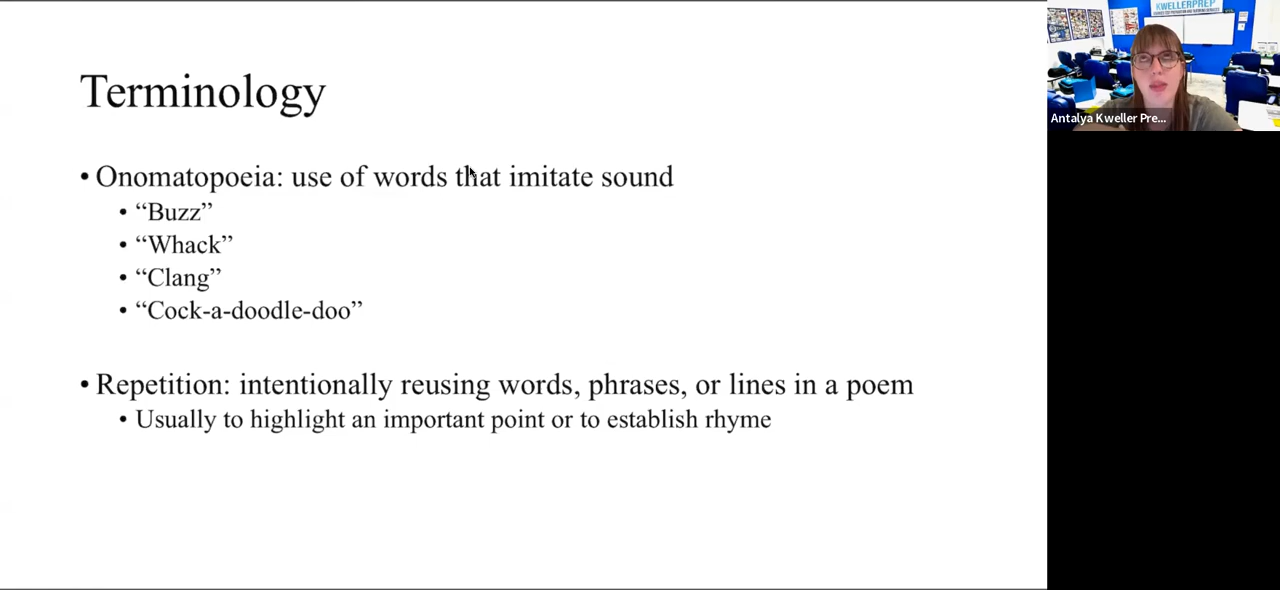 Terminology
• Onomatopoeia: use of words that imitate sound
• “Buzz”
• “Whack”
• “Clang”
• “Cock-a-doodle-doo”
• Repetition: intentionally reusing words, phrases, or lines in a poem
• Usually to highlight an important point or to establish rhyme
KWELLERPREP
Antalya Kweller Pre...